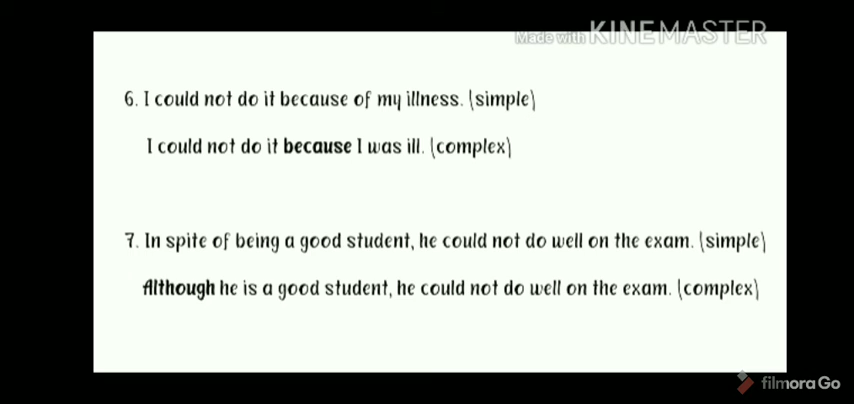 Made with KINEMASTER
6. I could not do it because of my illness. (simple)
I could not do it because I was ill. (complex)
7. In spite of being a good student, he could not do well on the exam. (simple)
Although he is a good student, he could not do well on the exam. (complex)
filmora Go